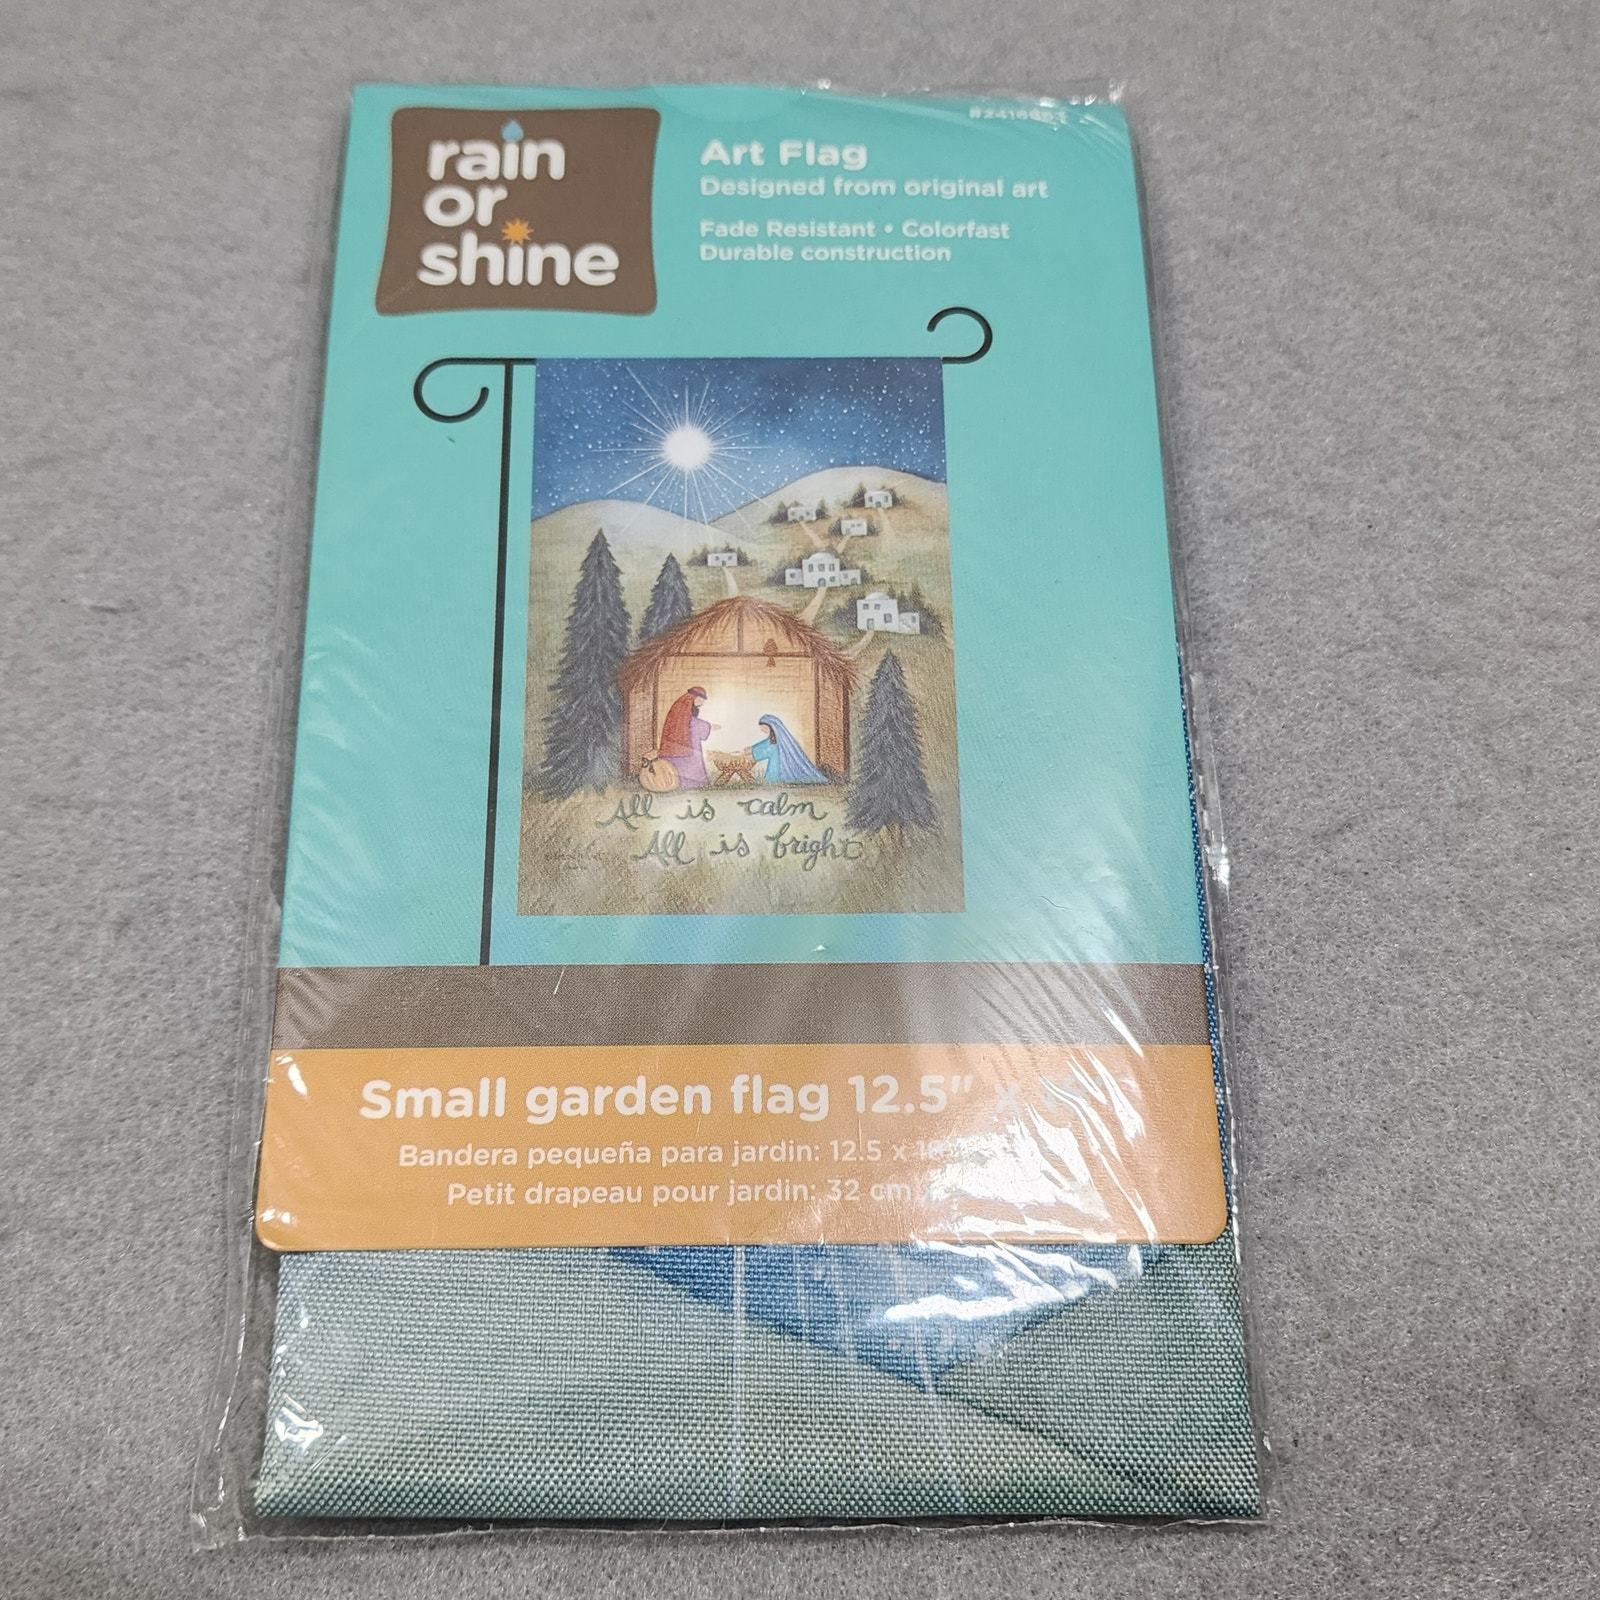 rain
or
shine
Art Flag
Designed from original art
Fade Resistant • Colorfast
Durable construction
All is calm
All is bright
Small garden flag 12.5" x
Bandera pequeña para jardin: 12.5 x
Petit drapeau pour jardin: 32 cm